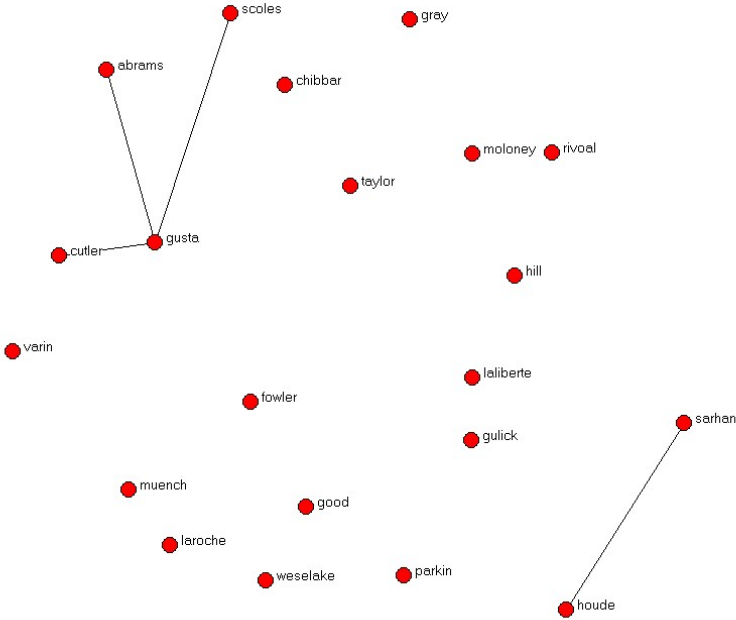 scoles
gray
abrams
chibbar
moloney
rivoal
taylor
gusta
cutler
hill
varin
laliberte
fowler
sarhan
gulick
muench
good
laroche
parkin
weselake
houde